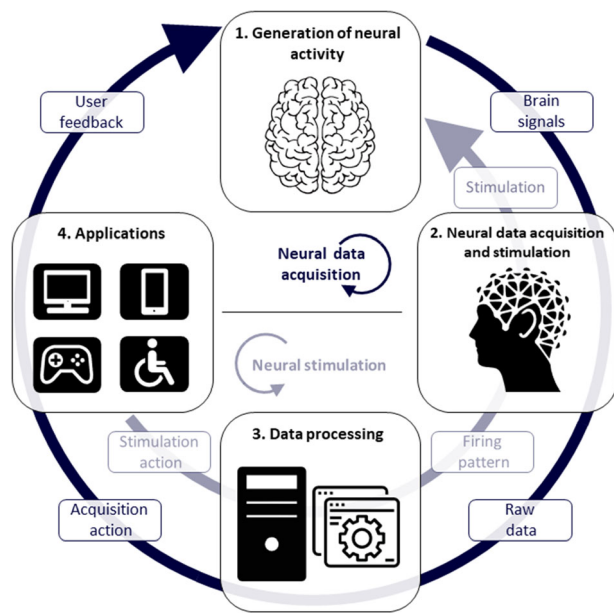 1. Generation of neural
activity
User
feedback
Brain
signals
Stimulation
4. Applications
2. Neural data acquisition
and stimulation
Neural data
acquisition
Neural stimulation
Stimulation
action
3. Data processing
Firing
pattern
Acquisition
action
Raw
data